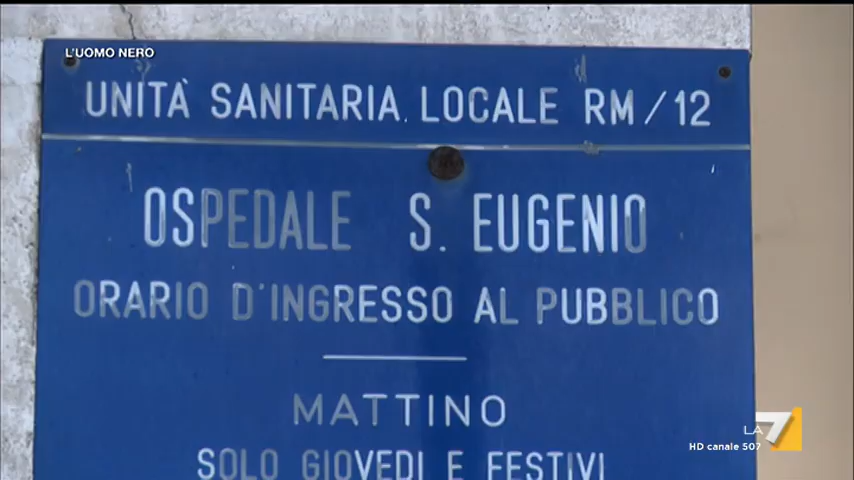 L'UOMO NERO
UNITÀ SANITARIA LOCALE RM/12
OSPEDALE S. EUGENIO
ORARIO D'INGRESSO AL PUBBLICO
MATTINO
SOLO GIOVEDI E FESTIVI
LA7
HD canale 507